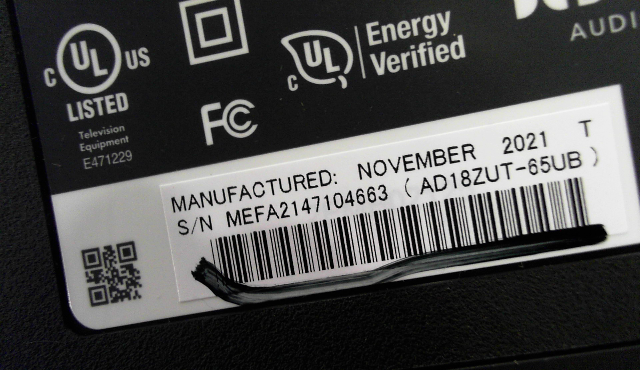 C UL US
LISTED
Television
Equipment
E471229
C UL
Energy
Verified
FC
AUDI
MANUFACTURED: NOVEMBER 2021 T
S/N MEFA2147104663 ( AD18ZUT-65UB )